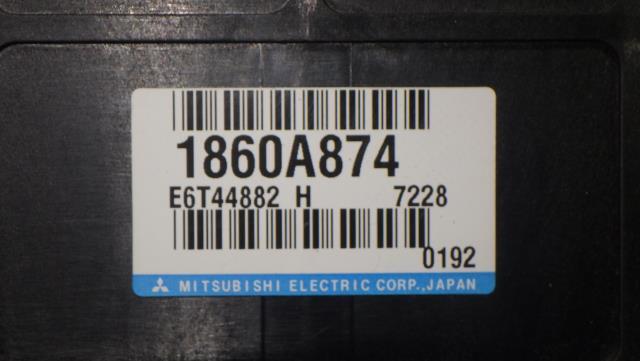 1860A874
E6T44882 H 7228
0192
MITSUBISHI ELECTRIC CORP.,JAPAN